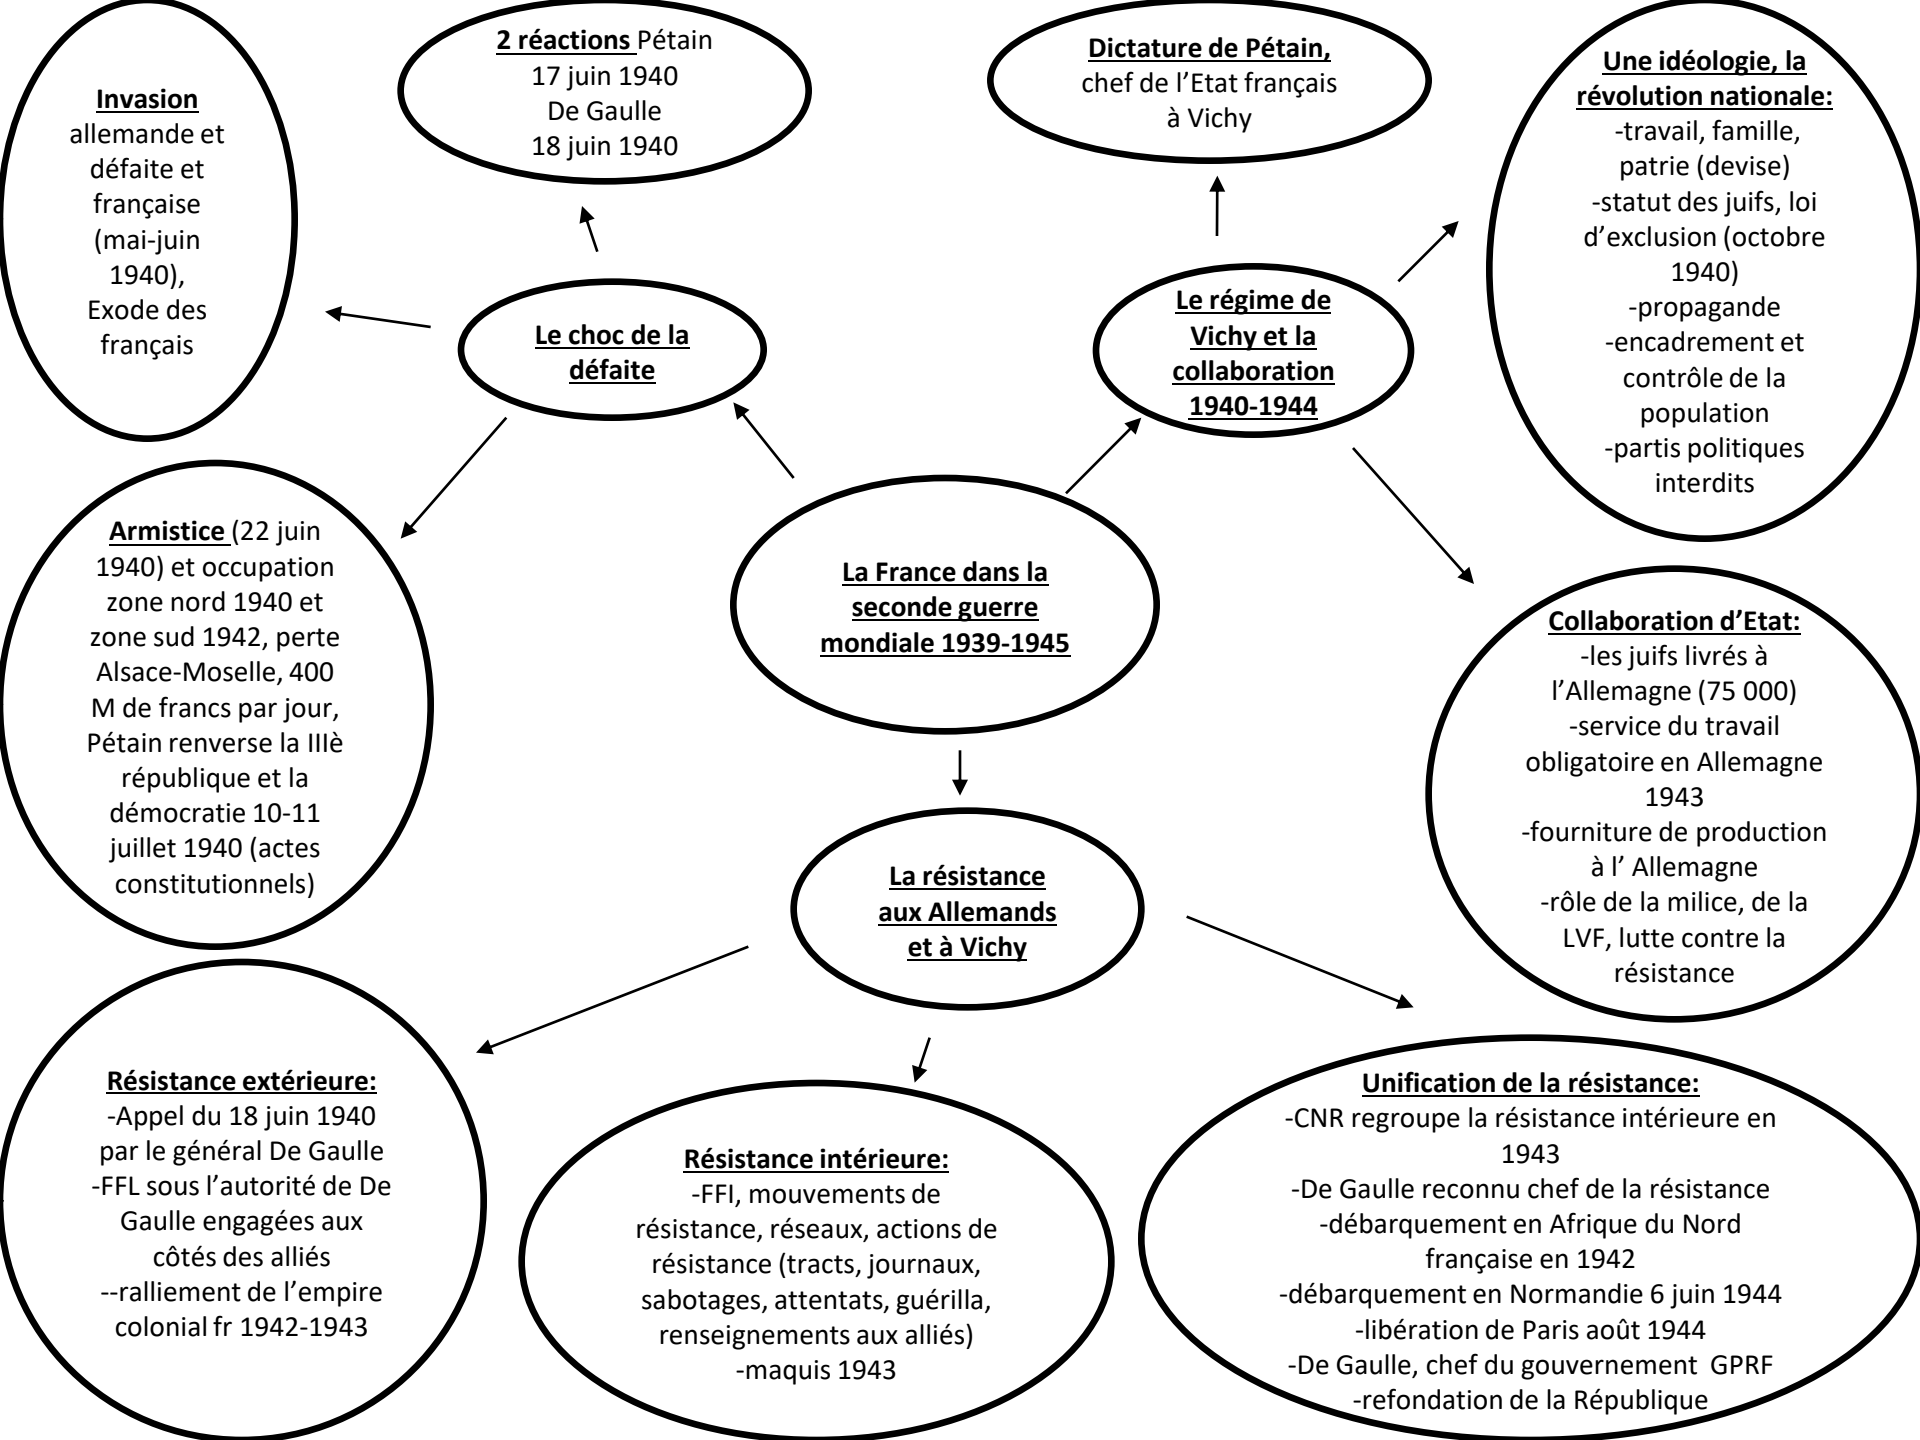 Invasion
allemande et
défaite et
française
(mai-juin
1940),
Exode des
français
2 réactions Pétain
17 juin 1940
De Gaulle
18 juin 1940
Dictature de Pétain,
chef de l’Etat français
à Vichy
Une idéologie, la
révolution nationale:
-travail, famille,
patrie (devise)
-statut des juifs, loi
d’exclusion (octobre
1940)
-propagande
-encadrement et
contrôle de la
population
-partis politiques
interdits
Le choc de la
défaite
Le régime de
Vichy et la
collaboration
1940-1944
Armistice (22 juin
1940) et occupation
zone nord 1940 et
zone sud 1942, perte
Alsace-Moselle, 400
M de francs par jour,
Pétain renverse la IIIè
république et la
démocratie 10-11
juillet 1940 (actes
constitutionnels)
La France dans la
seconde guerre
mondiale 1939-1945
Collaboration d’Etat:
-les juifs livrés à
l’Allemagne (75 000)
-service du travail
obligatoire en Allemagne
1943
-fourniture de production
à l’ Allemagne
-rôle de la milice, de la
LVF, lutte contre la
résistance
La résistance
aux Allemands
et à Vichy
Résistance extérieure:
-Appel du 18 juin 1940
par le général De Gaulle
-FFL sous l’autorité de De
Gaulle engagées aux
côtés des alliés
--ralliement de l’empire
colonial fr 1942-1943
Résistance intérieure:
-FFI, mouvements de
résistance, réseaux, actions de
résistance (tracts, journaux,
sabotages, attentats, guérilla,
renseignements aux alliés)
-maquis 1943
Unification de la résistance:
-CNR regroupe la résistance intérieure en
1943
-De Gaulle reconnu chef de la résistance
-débarquement en Afrique du Nord
française en 1942
-débarquement en Normandie 6 juin 1944
-libération de Paris août 1944
-De Gaulle, chef du gouvernement  GPRF
-refondation de la République